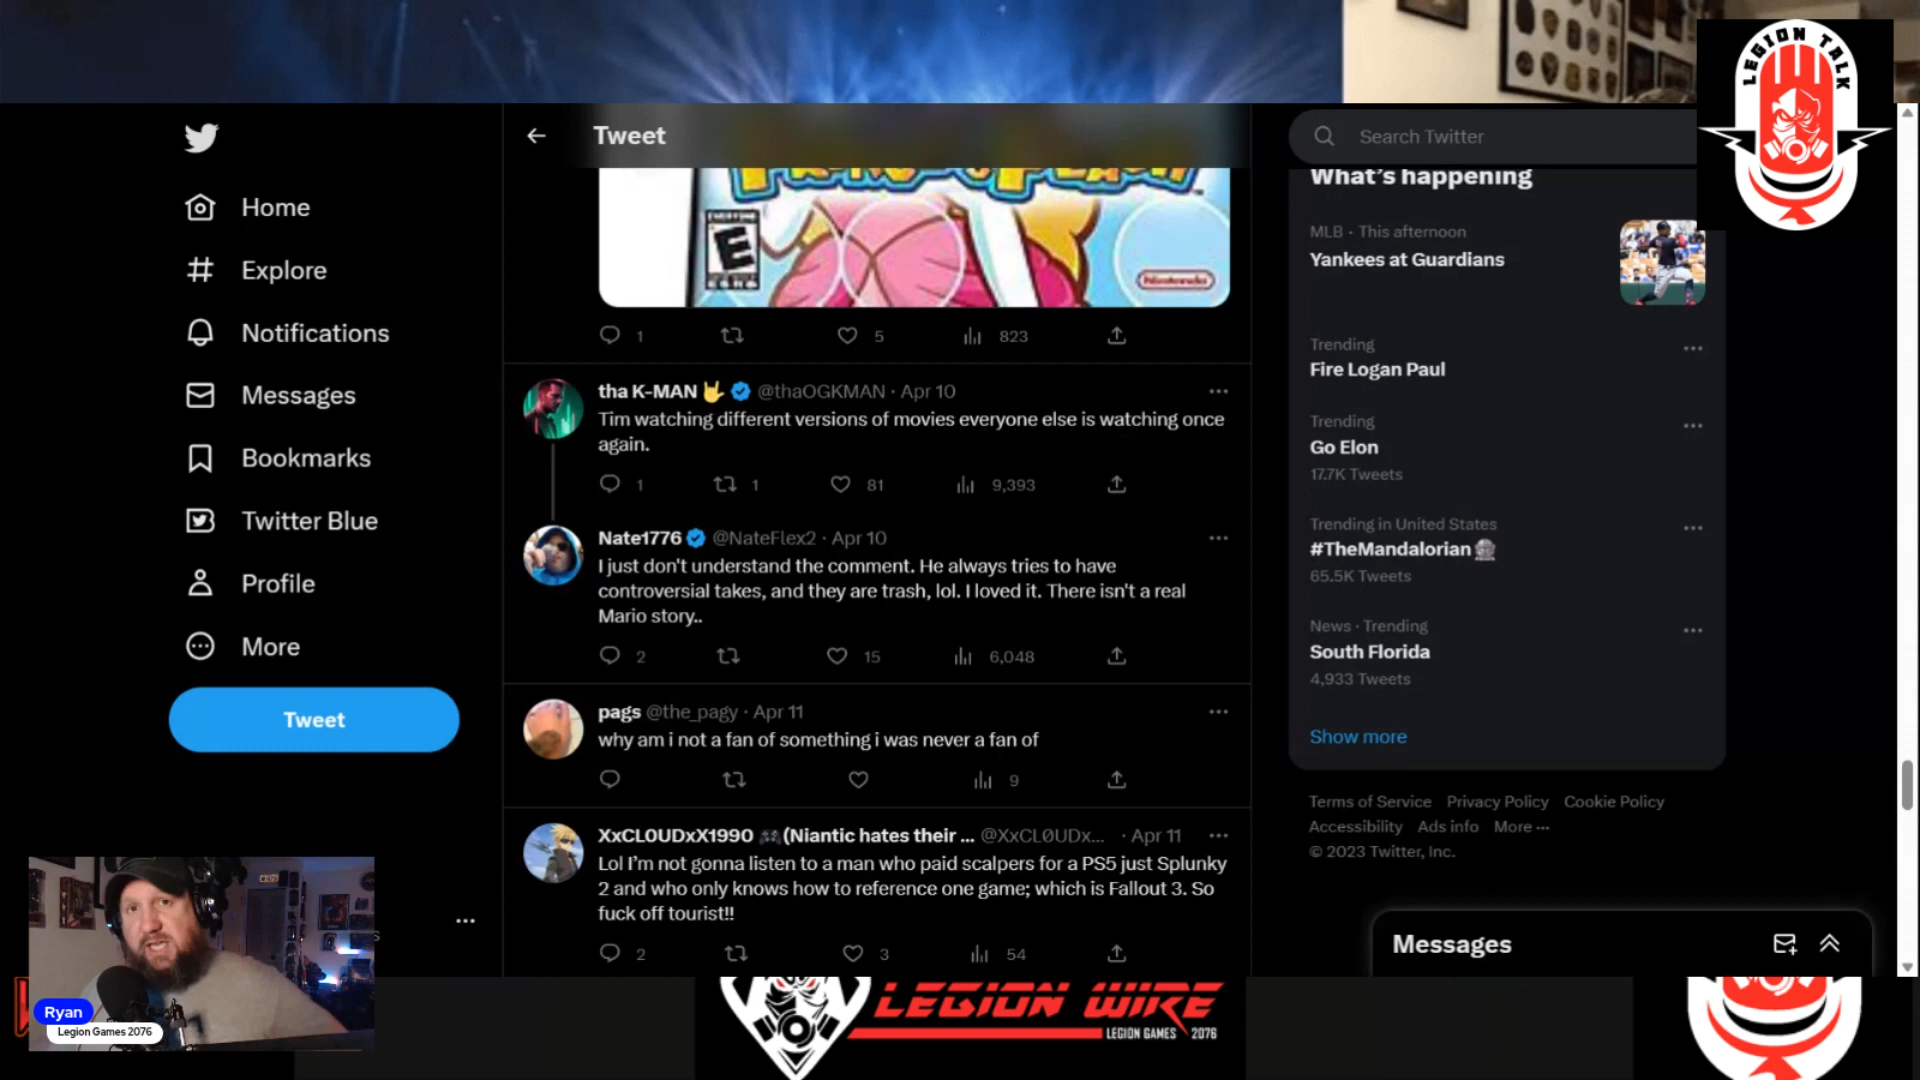 LEGION TALK
Tweet
Search Twitter
What's happening
Home
Explore
Notifications
Messages
Bookmarks
Twitter Blue
Profile
More
Tweet
EVERYONE
E
ESRB
Nintendo
1
5
823
tha K-MAN @thaOGKMAN · Apr 10
Tim watching different versions of movies everyone else is watching once
again.
1
1
81
9,393
Nate1776 @NateFlex2 · Apr 10
I just don't understand the comment. He always tries to have
controversial takes, and they are trash, lol. I loved it. There isn't a real
Mario story..
2
15
6,048
pags @the_pagy · Apr 11
why am i not a fan of something i was never a fan of
9
XxCL0UDxX1990 (Niantic hates their ... @XxCLØUDx... · Apr 11
Lol I'm not gonna listen to a man who paid scalpers for a PS5 just Splunky
2 and who only knows how to reference one game; which is Fallout 3. So
fuck off tourist!!
2
3
54
MLB · This afternoon
Yankees at Guardians
Trending
Fire Logan Paul
Trending
Go Elon
17.7K Tweets
Trending in United States
#TheMandalorian
65.5K Tweets
News · Trending
South Florida
4,933 Tweets
Show more
Terms of Service Privacy Policy Cookie Policy
Accessibility Ads info More ...
© 2023 Twitter, Inc.
Messages
Ryan
Legion Games 2076
LEGION WIRE
LEGION GAMES 2076